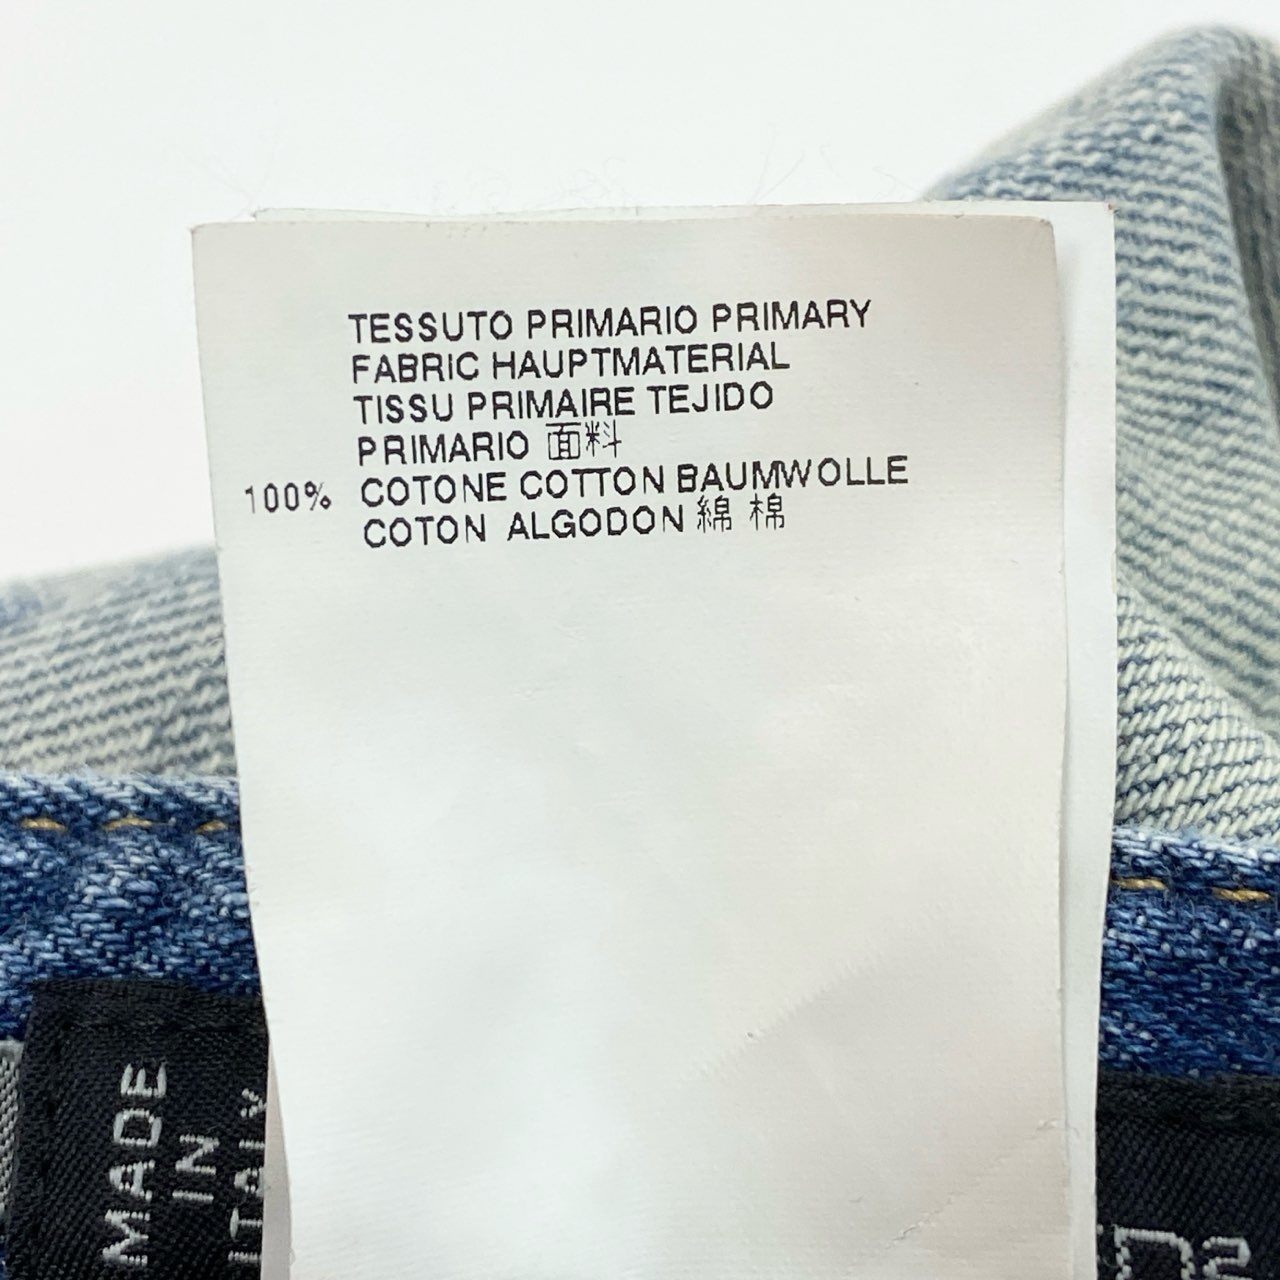 TESSUTO PRIMARIO PRIMARY
FABRIC HAUPTMATERIAL
TISSU PRIMAIRE TEJIDO
PRIMARIO 面料
100% COTONE COTTON BAUMWOLLE
COTON ALGODON 綿 棉
MADE
IN
ITALY